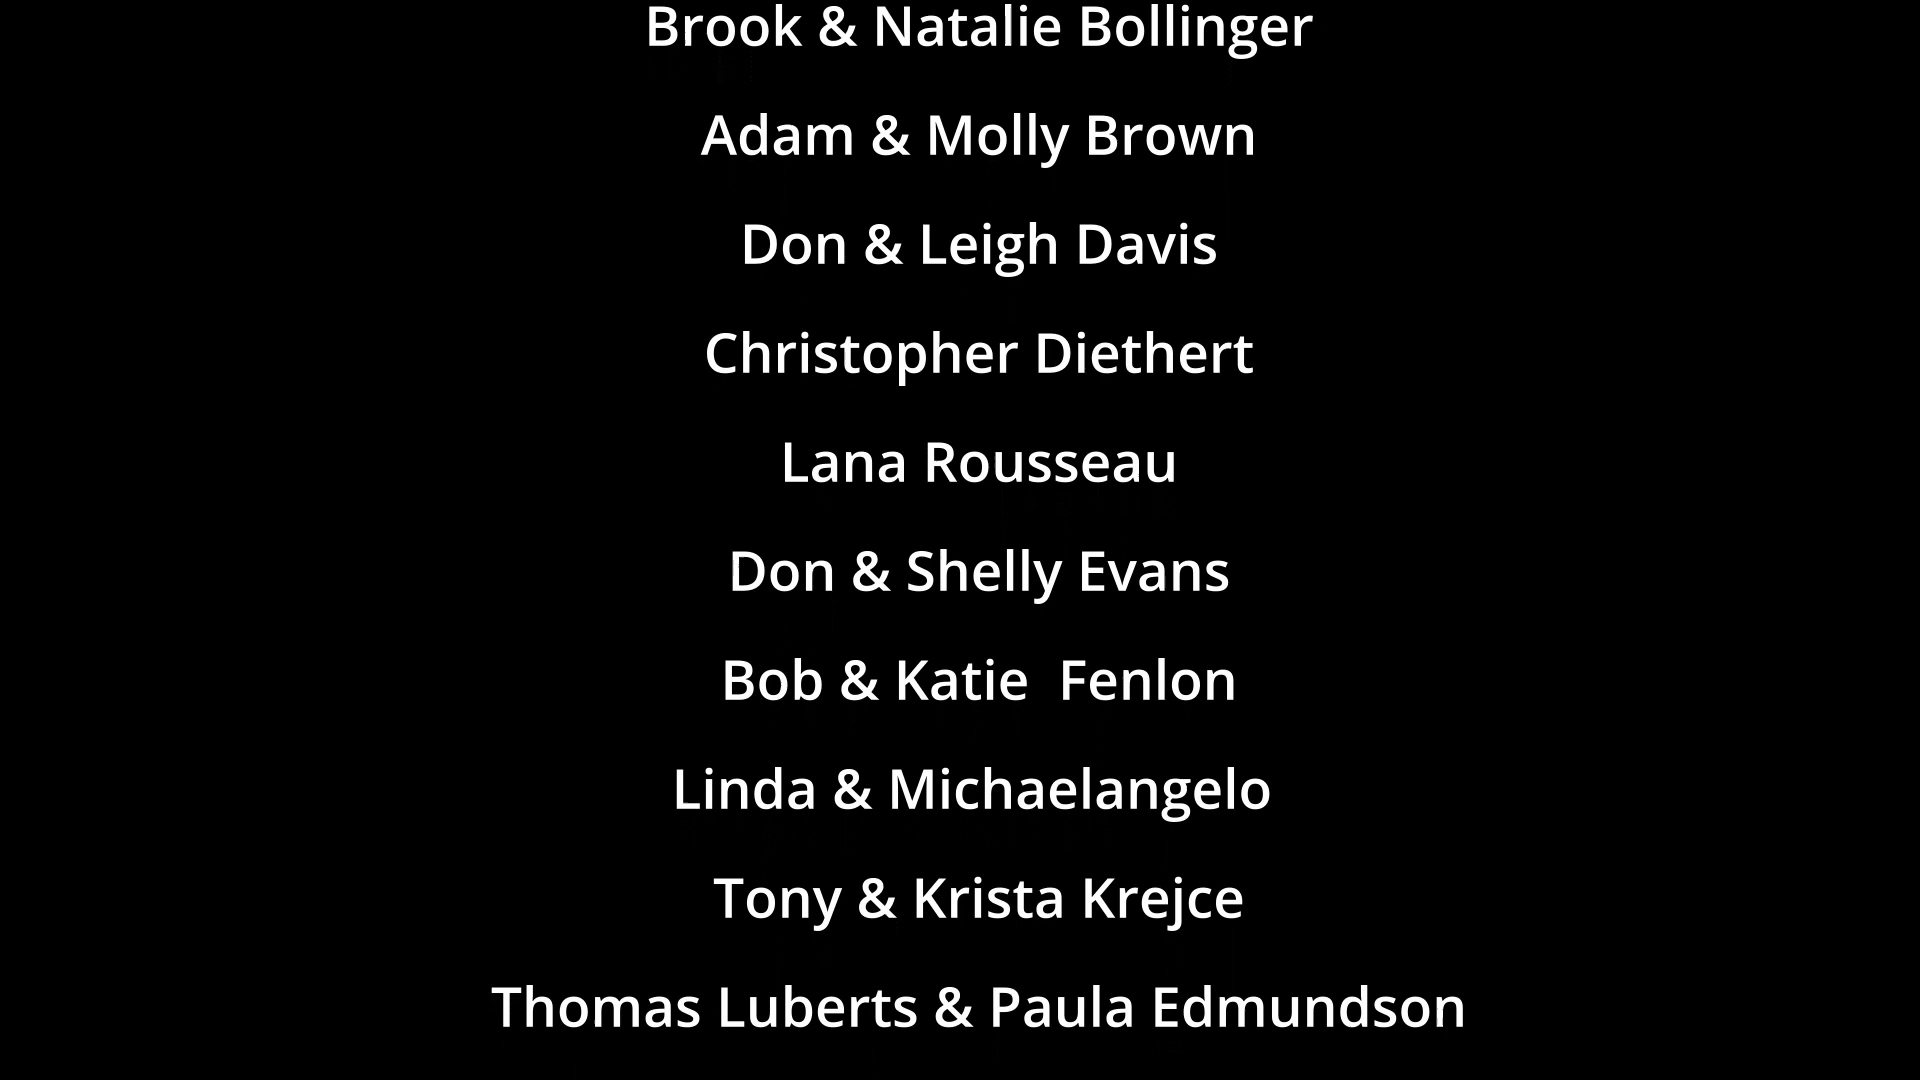 Brook & Natalie Bollinger
Adam & Molly Brown
Don & Leigh Davis
Christopher Diethert
Lana Rousseau
Don & Shelly Evans
Bob & Katie  Fenlon
Linda & Michaelangelo
Tony & Krista Krejce
Thomas Luberts & Paula Edmundson